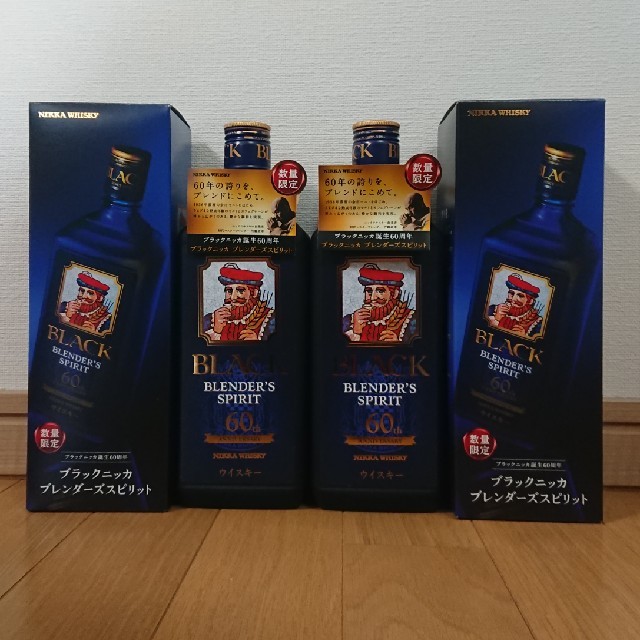 NIKKA WHISKY
BLACK
BLACK
BLENDER'S
SPIRIT
60
数量
限定
ブラックニッカ誕生60周年
ブラックニッカ
ブレンダーズスピリット
BLACK
NIKKA WHISKY
数量
限定
60年の誇りを、
ブレンドにこめて。
ブラックニッカ誕生60周年
ブラックニッカ ブレンダーズスピリット
BLACK
BLENDER'S
SPIRIT
60th
ANNIVERSARY
NIKKA WHISKY
ウイスキー
BLACK
NIKKA WHISKY
数量
限定
60年の誇りを、
ブレンドにこめて。
ブラックニッカ誕生60周年
ブラックニッカ ブレンダーズスピリット
BLACK
BLENDER'S
SPIRIT
60th
ANNIVERSARY
NIKKA WHISKY
ウイスキー
NIKKA WHISKY
BLAC
BLACK
BLENDER'S
SPIRIT
60
数量
限定
ブラックニッカ誕生60周年
ブラックニッカ
ブレンダーズスピリット